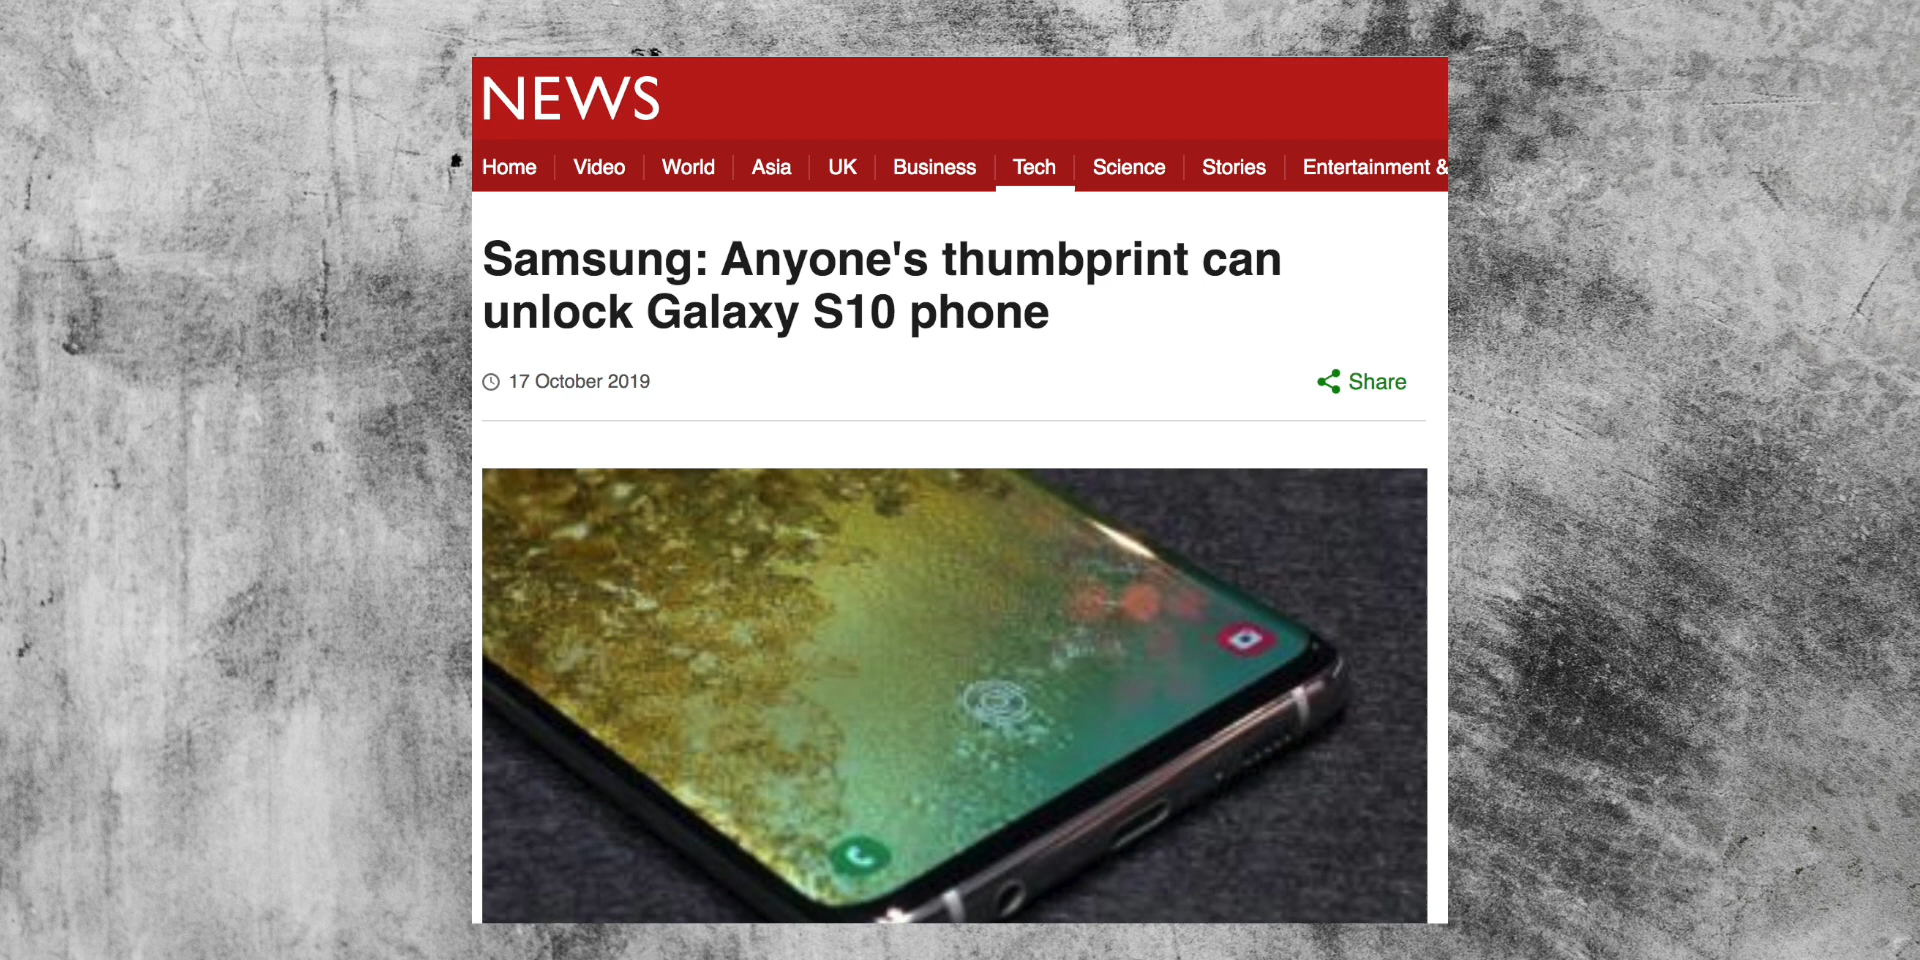 NEWS
Home Video World Asia UK Business Tech Science Stories Entertainment &
Samsung: Anyone's thumbprint can
unlock Galaxy S10 phone
17 October 2019
Share